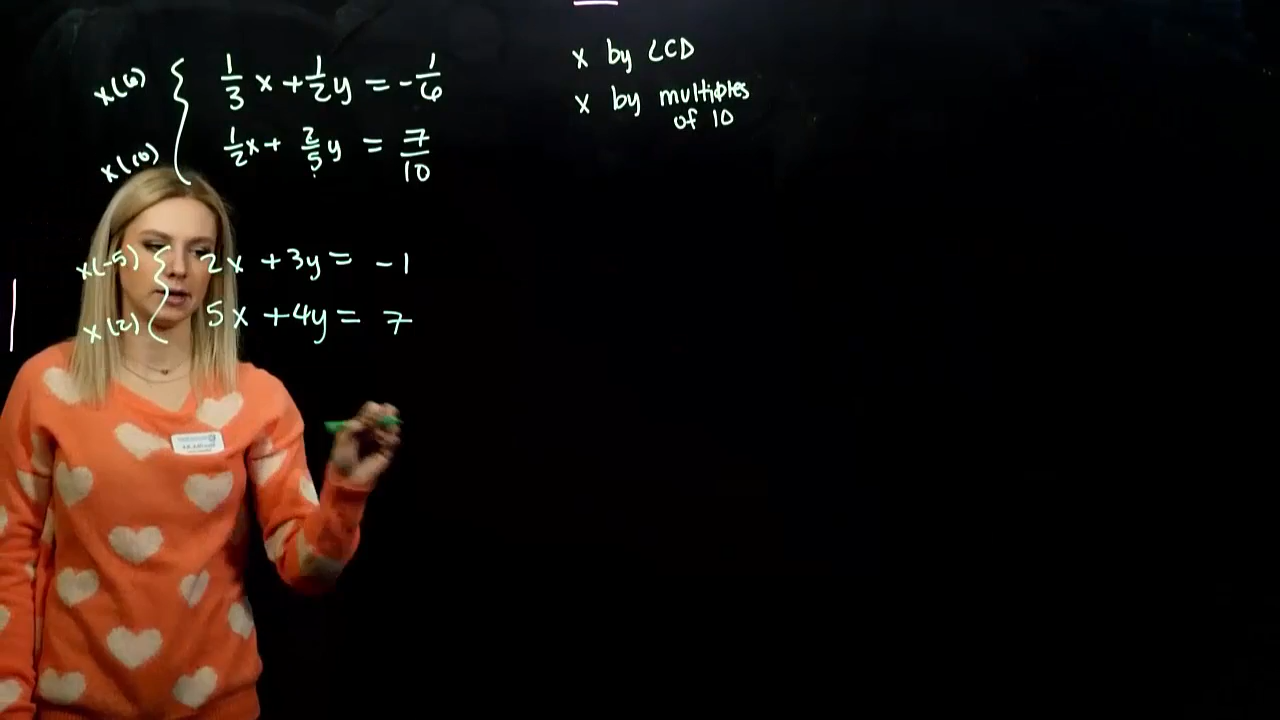 x(6) { 1/3 x + 1/2 y = - 1/6
x(10) 1/2 x + 2/5 y = 7/10
x(-5) { 2x + 3y = -1
x(2) 5x + 4y = 7
x by LCD
x by multiples
of 10